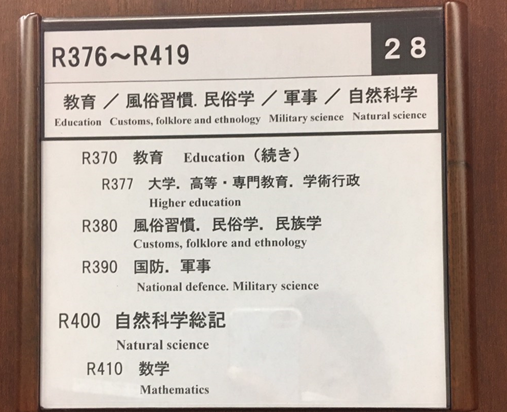 R376～R419
28
教育 ／ 風俗習慣．民俗学 ／ 軍事 ／ 自然科学
Education Customs, folklore and ethnology Military science Natural science
R370 教育 Education（続き）
R377 大学．高等・専門教育．学術行政
Higher education
R380 風俗習慣．民俗学．民族学
Customs, folklore and ethnology
R390 国防．軍事
National defence. Military science
R400 自然科学総記
Natural science
R410 数学
Mathematics